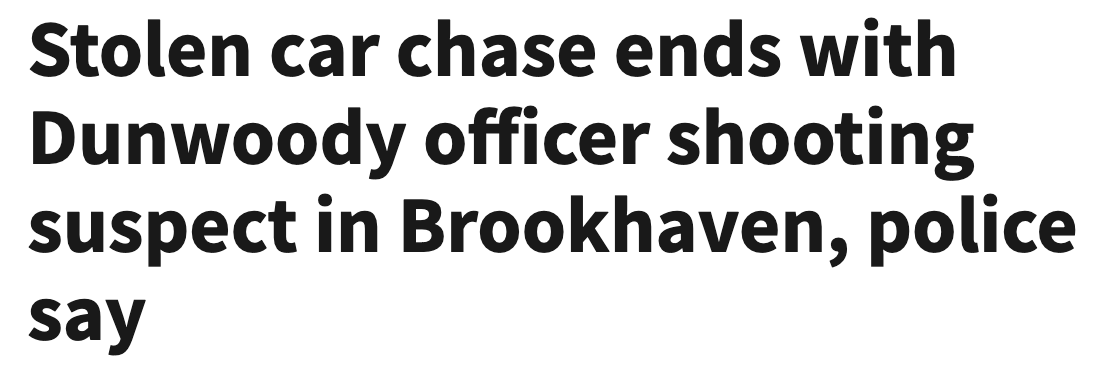 Stolen car chase ends with
Dunwoody officer shooting
suspect in Brookhaven, police
say